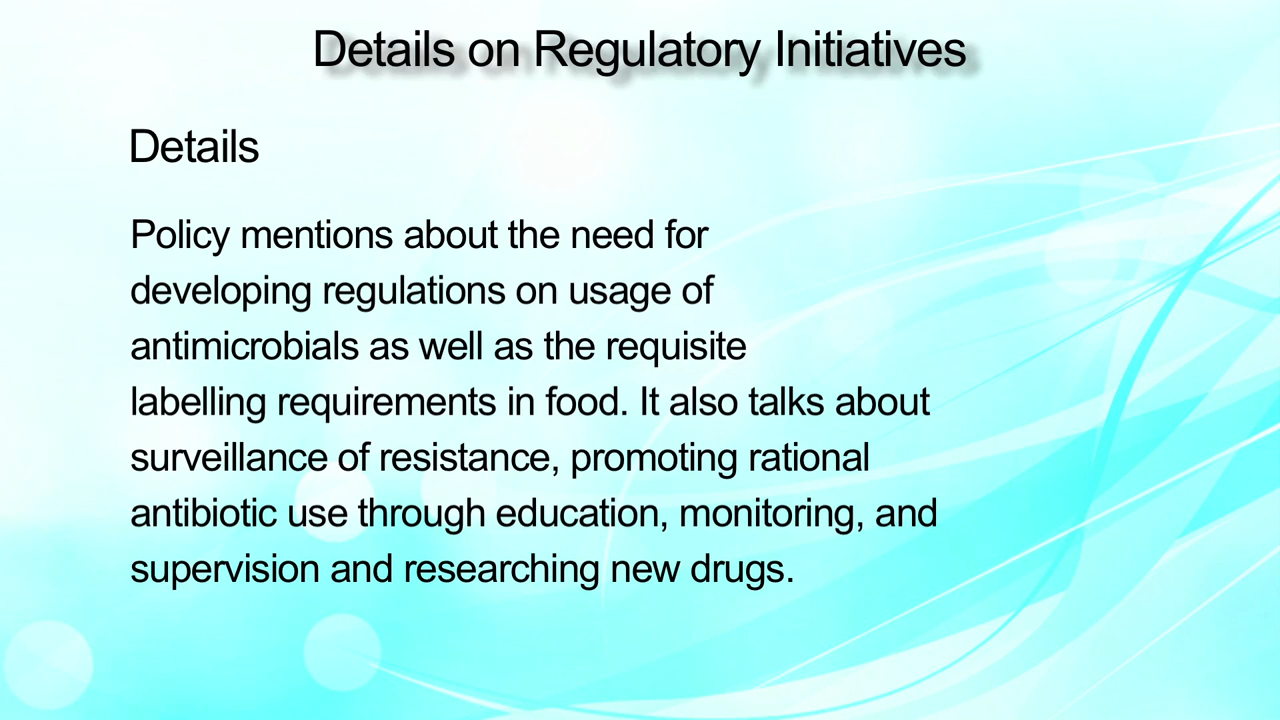 Details on Regulatory Initiatives
Details
Policy mentions about the need for
developing regulations on usage of
antimicrobials as well as the requisite
labelling requirements in food. It also talks about
surveillance of resistance, promoting rational
antibiotic use through education, monitoring, and
supervision and researching new drugs.